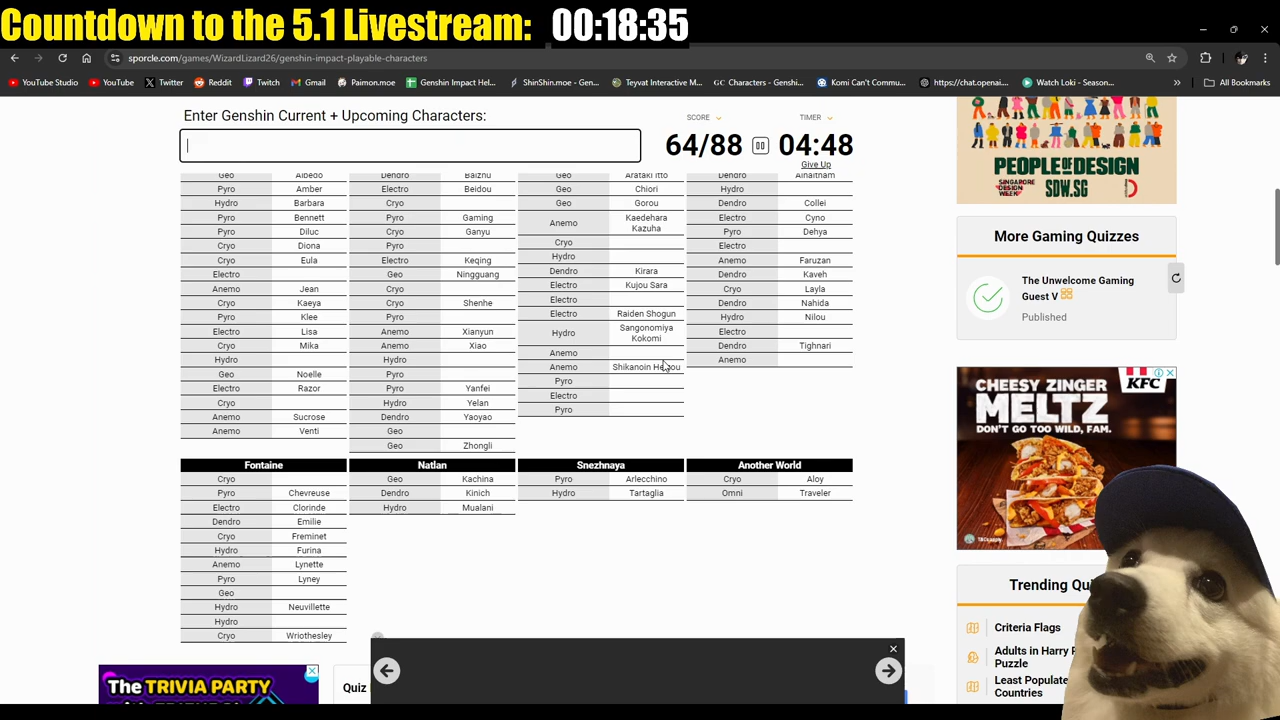 Countdown to the 5.1 Livestream: 00:18:35
sporcle.com/games/WizardLizard26/genshin-impact-playable-characters
YouTube Studio YouTube Twitter Reddit Twitch Gmail Paimon.moe Genshin Impact Hel... ShinShin.moe - Gen... Teyvat Interactive M... GC Characters - Genshi... Komi Can't Commu... https://chat.openai... Watch Loki - Season... » All Bookmarks
Enter Genshin Current + Upcoming Characters:
SCORE TIMER
64/88 04:48
Give Up
Geo Albedo
Pyro Amber
Hydro Barbara
Pyro Bennett
Pyro Diluc
Cryo Diona
Cryo Eula
Electro
Anemo Jean
Cryo Kaeya
Pyro Klee
Electro Lisa
Cryo Mika
Hydro
Geo Noelle
Electro Razor
Cryo
Anemo Sucrose
Anemo Venti
Dendro Baizhu
Electro Beidou
Cryo
Pyro Gaming
Cryo Ganyu
Pyro
Electro Keqing
Geo Ningguang
Cryo
Cryo Shenhe
Pyro
Anemo Xianyun
Anemo Xiao
Hydro
Pyro Yanfei
Hydro Yelan
Dendro Yaoyao
Geo
Geo Zhongli
Geo Arataki Itto
Geo Chiori
Geo Gorou
Anemo Kaedehara
Kazuha
Cryo
Hydro
Dendro Kirara
Electro Kujou Sara
Electro
Electro Raiden Shogun
Hydro Sangonomiya
Kokomi
Anemo
Anemo Shikanoin Heizou
Pyro
Electro
Pyro
Dendro Alhaitham
Hydro
Dendro Collei
Electro Cyno
Pyro Dehya
Electro
Anemo Faruzan
Dendro Kaveh
Cryo Layla
Dendro Nahida
Hydro Nilou
Electro
Dendro Tighnari
Anemo
Fontaine
Cryo
Pyro Chevreuse
Electro Clorinde
Dendro Emilie
Cryo Freminet
Hydro Furina
Anemo Lynette
Pyro Lyney
Geo
Hydro Neuvillette
Hydro
Cryo Wriothesley
Natlan
Geo Kachina
Dendro Kinich
Hydro Mualani
Snezhnaya
Pyro Arlecchino
Hydro Tartaglia
Another World
Cryo Aloy
Omni Traveler
PEOPLE OF DESIGN
SINGAPORE
DESIGN
WEEK
SDW.SG
More Gaming Quizzes
The Unwelcome Gaming
Guest V
Published
CHEESY ZINGER
MELTZ
DON'T GO TOO WILD, FAM.
KFC
Trending Qu
Criteria Flags
Adults in Harry P
Puzzle
Least Populate
Countries
The TRIVIA PARTY
Quiz